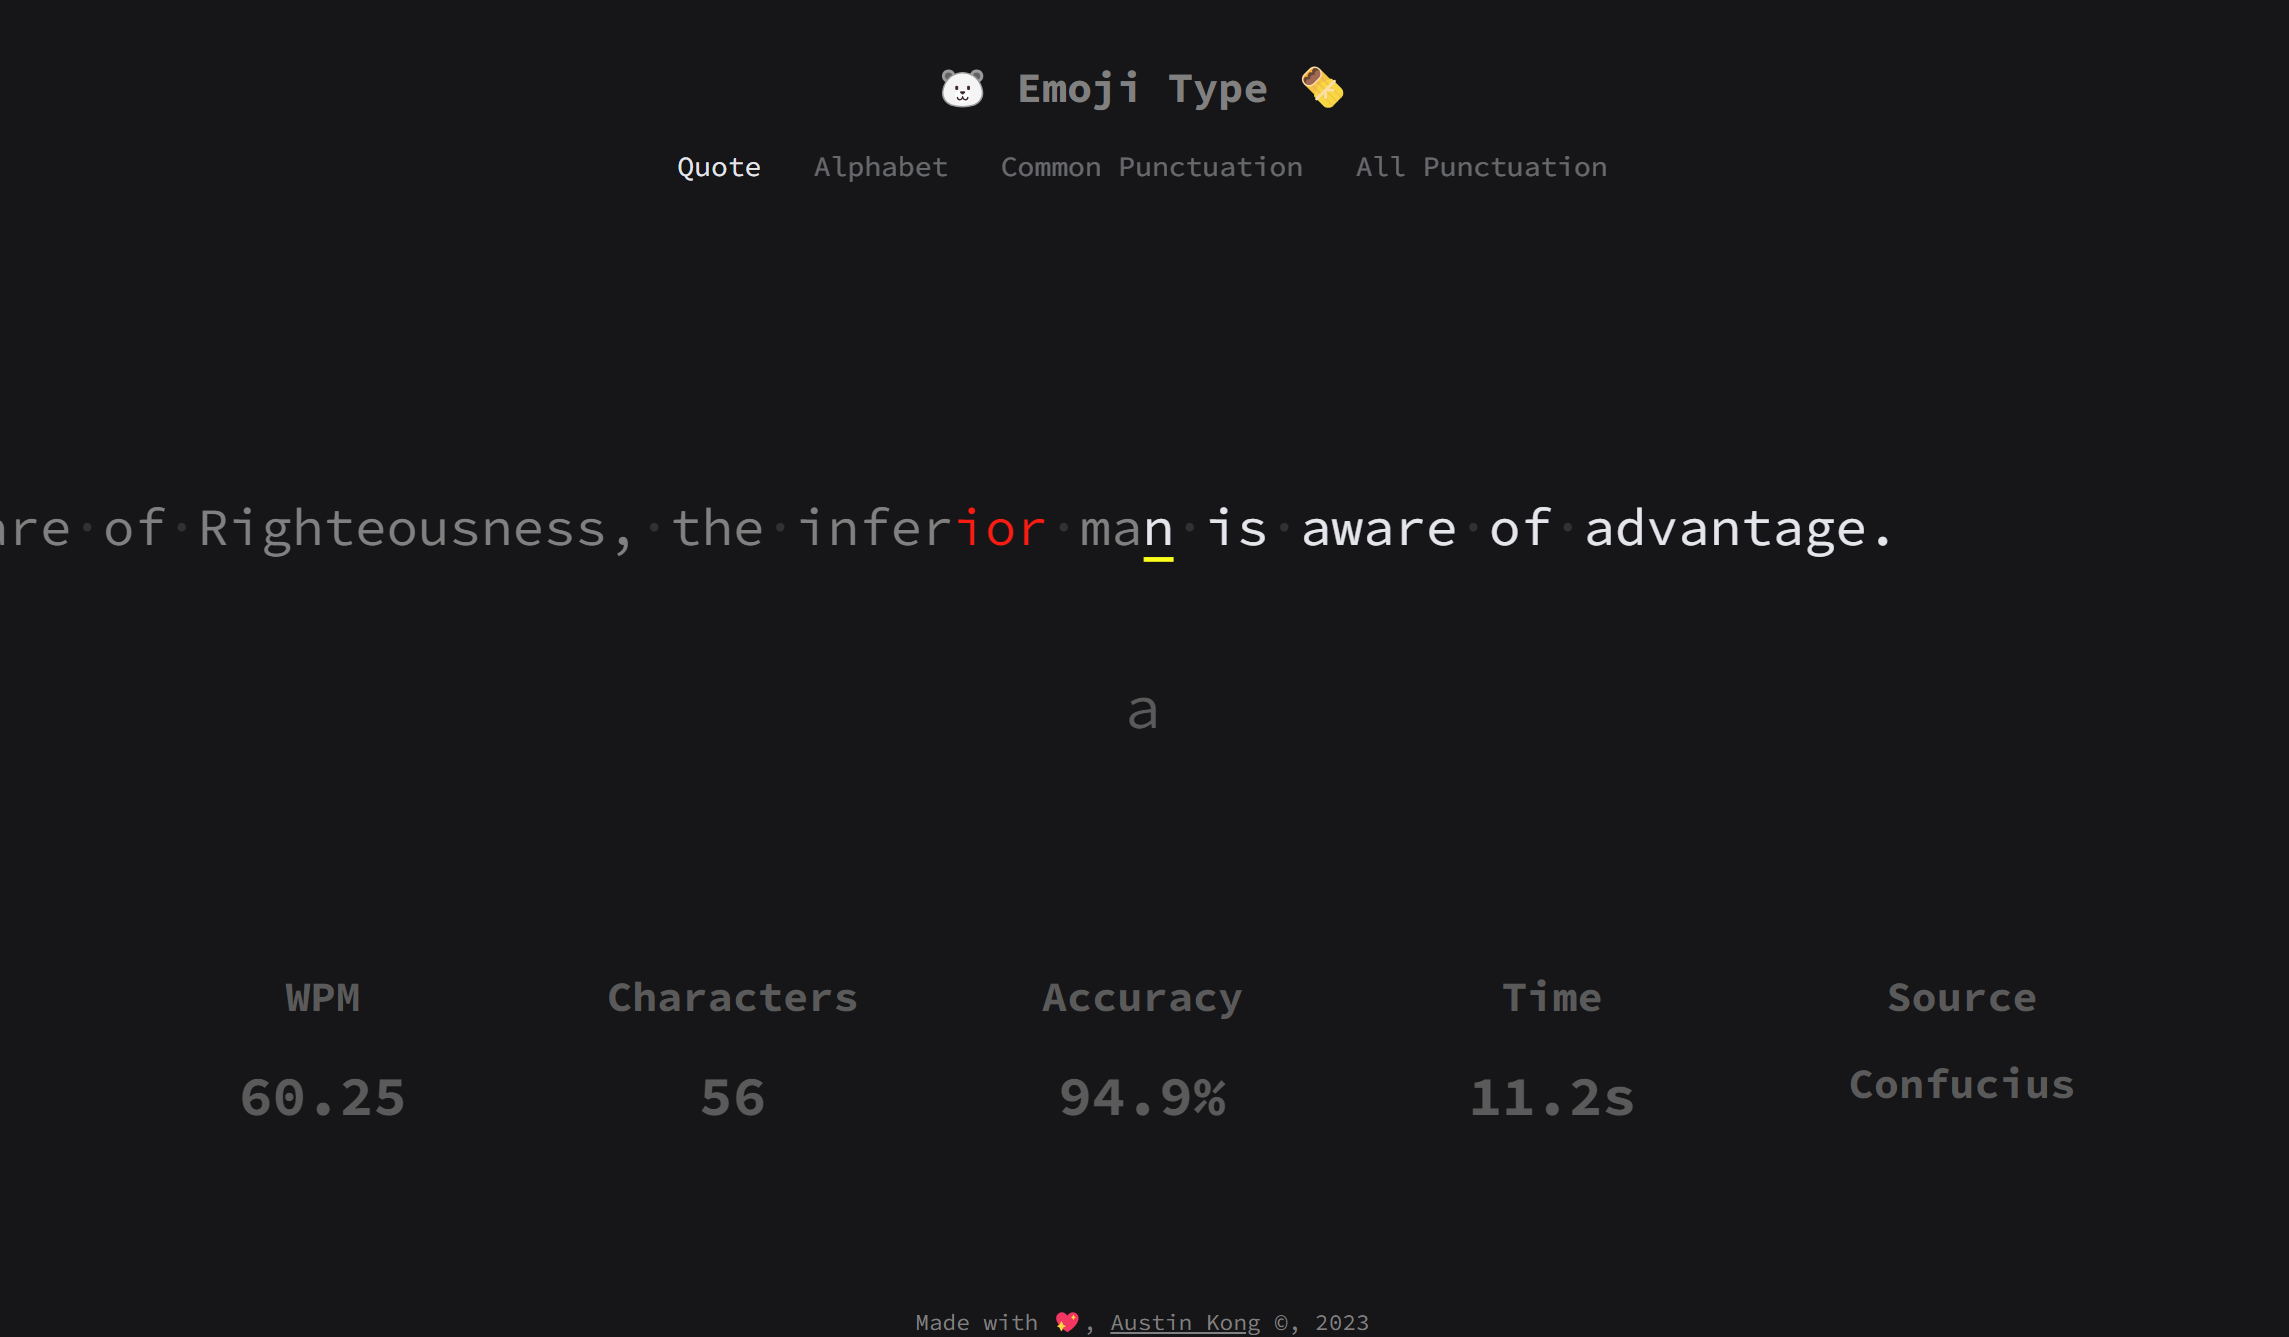 Emoji Type
Quote Alphabet Common Punctuation All Punctuation
are·of·Righteousness,·the·inferior·man·is·aware·of·advantage.
a
WPM Characters Accuracy Time Source
60.25 56 94.9% 11.2s Confucius
Made with 💖, Austin Kong ©, 2023